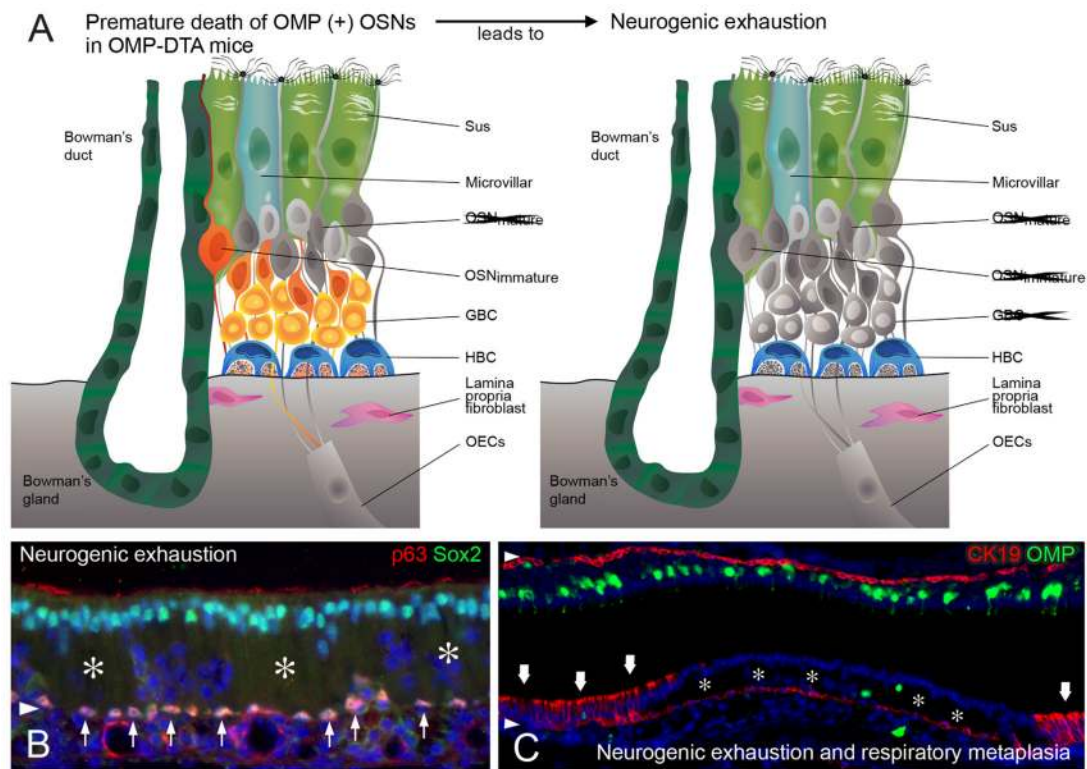 A
Premature death of OMP (+) OSNs
in OMP-DTA mice
leads to
Neurogenic exhaustion
Bowman's
duct
Sus
Microvillar
OSNmature
OSNimmature
GBC
HBC
Lamina
propria
fibroblast
OECs
Bowman's
gland
Bowman's
duct
Sus
Microvillar
OSNmature
OSNimmature
GBC
HBC
Lamina
propria
fibroblast
OECs
Bowman's
gland
Neurogenic exhaustion
p63 Sox2
* * *
B
CK19 OMP
* * * * *
C
Neurogenic exhaustion and respiratory metaplasia